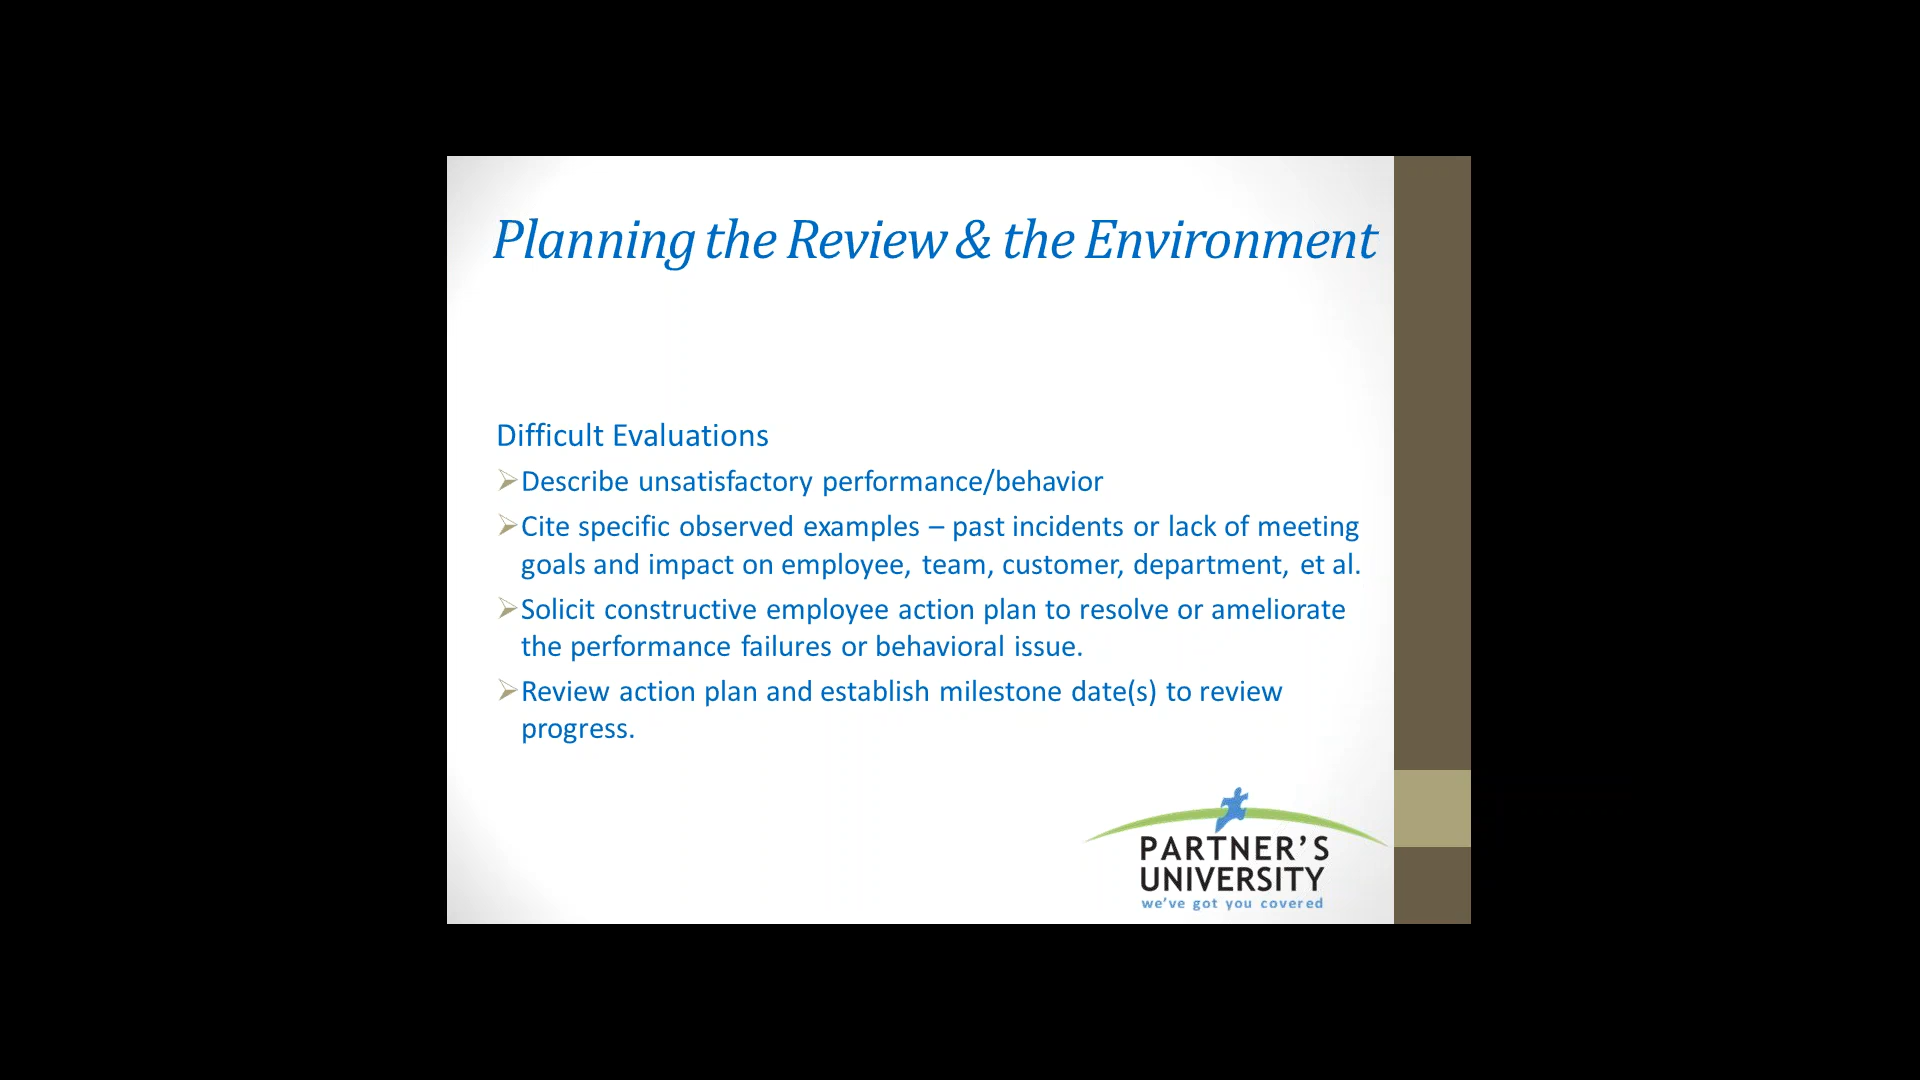 Planning the Review & the Environment
Difficult Evaluations
Describe unsatisfactory performance/behavior
Cite specific observed examples – past incidents or lack of meeting
goals and impact on employee, team, customer, department, et al.
Solicit constructive employee action plan to resolve or ameliorate
the performance failures or behavioral issue.
Review action plan and establish milestone date(s) to review
progress.
PARTNER'S
UNIVERSITY
we've got you covered